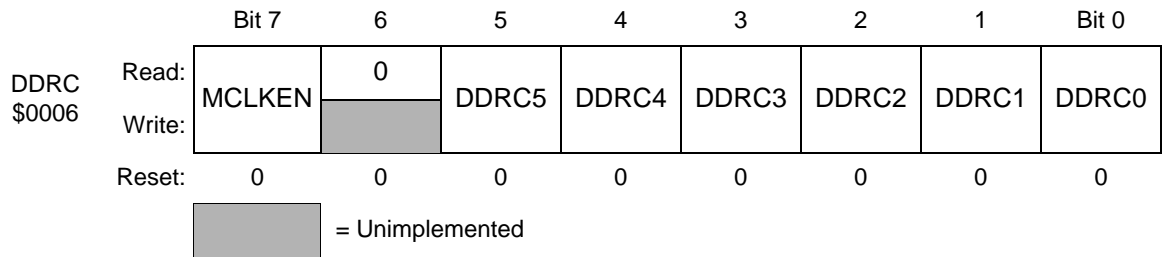 Bit 7 6 5 4 3 2 1 Bit 0
DDRC
$0006
Read:
Write:
MCLKEN 0 DDRC5 DDRC4 DDRC3 DDRC2 DDRC1 DDRC0
Reset: 0 0 0 0 0 0 0 0
= Unimplemented